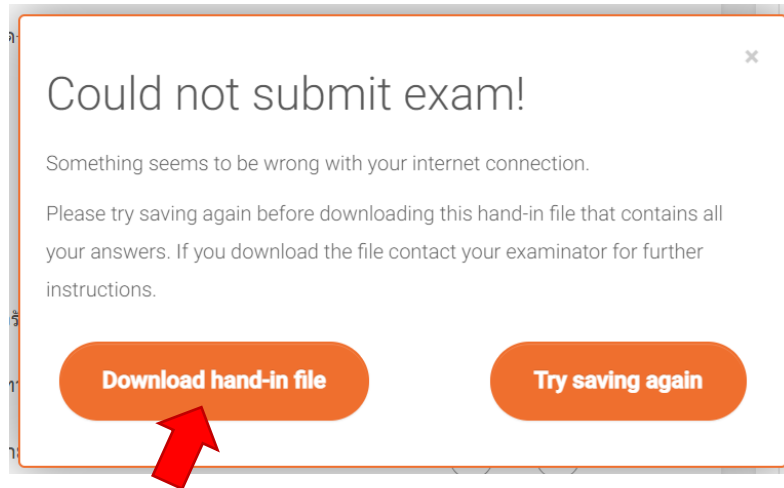 ×
Could not submit exam!
Something seems to be wrong with your internet connection.
Please try saving again before downloading this hand-in file that contains all
your answers. If you download the file contact your examinator for further
instructions.
Download hand-in file Try saving again